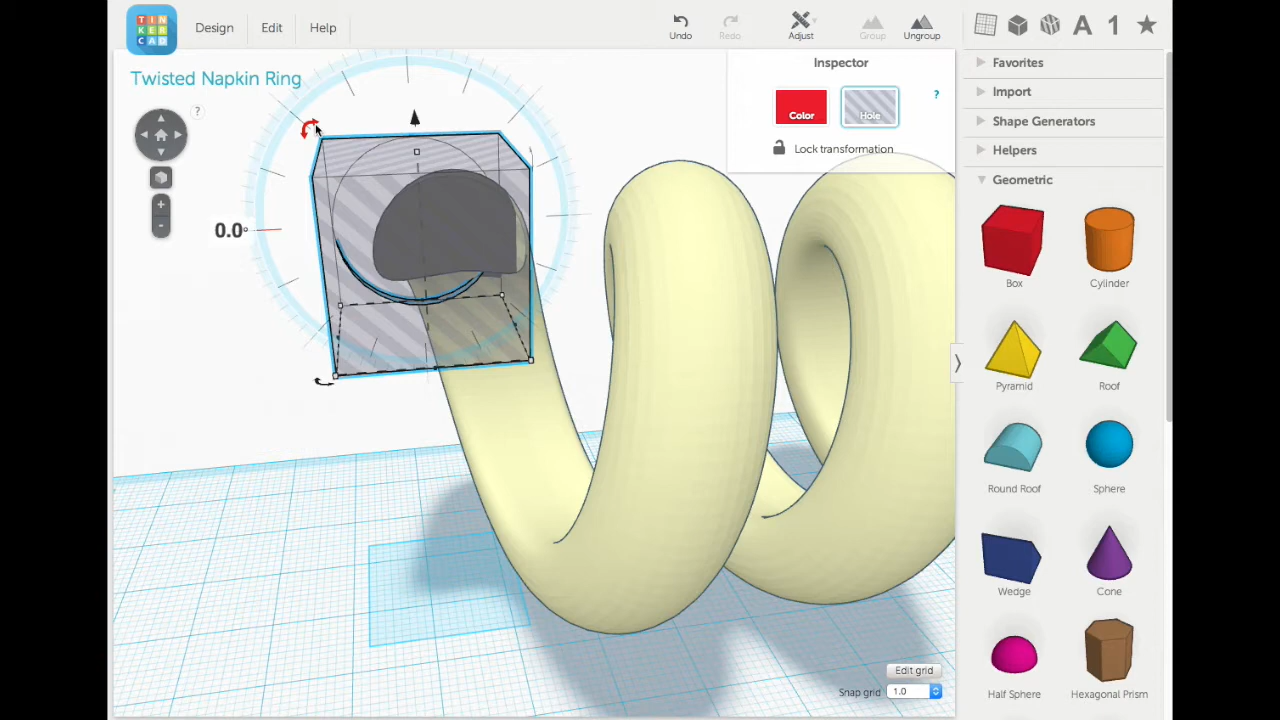 TIN
KER
CAD
Design
Edit
Help
Undo
Redo
Adjust
Group
Ungroup
A
1
Twisted Napkin Ring
?
+
-
0.0°
Inspector
Color
Hole
?
Lock transformation
Favorites
Import
Shape Generators
Helpers
Geometric
Box
Cylinder
Pyramid
Roof
Round Roof
Sphere
Wedge
Cone
Half Sphere
Hexagonal Prism
Edit grid
Snap grid 1.0